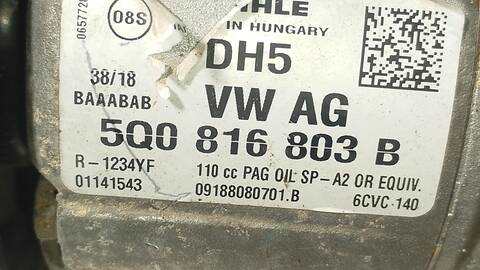 08S
IN HUNGARY
DH5
38/18
BAAABAB
VW AG
5Q0 816 803 B
R-1234YF
110 cc PAG OIL SP-A2 OR EQUIV.
01141543
09188080701.B
6CVC-140